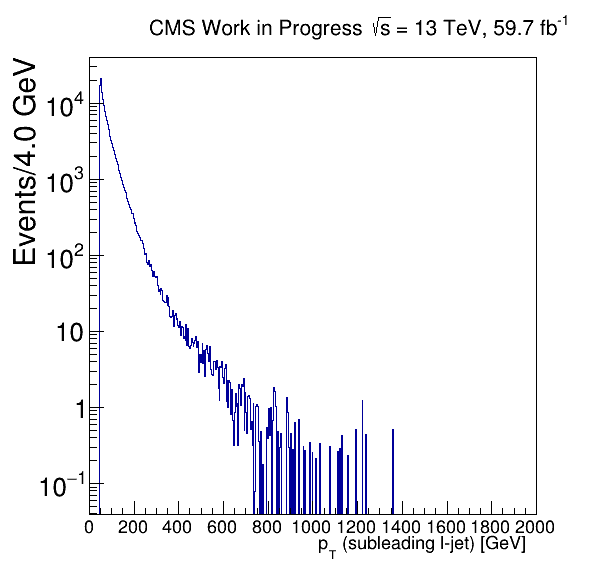 CMS Work in Progress √s = 13 TeV, 59.7 fb⁻¹
Events/4.0 GeV
10⁴
10³
10²
10
1
10⁻¹
0 200 400 600 800 1000 1200 1400 1600 1800 2000
p_T (subleading l-jet) [GeV]